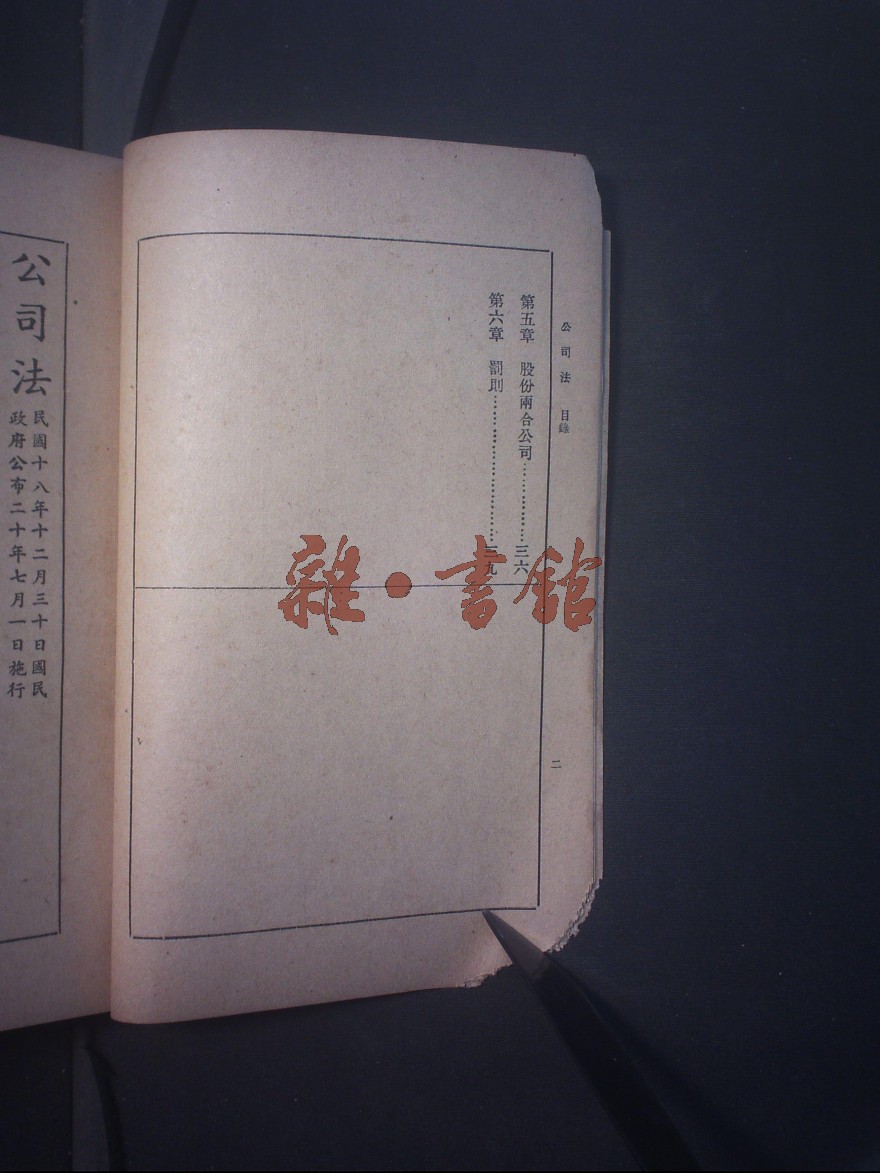 公司法 目錄
第五章 股份兩合公司……………三六
第六章 罰則……………………三九
二
公司法
民國十八年十二月三十日國民
政府公布二十年七月一日施行
雜·書館